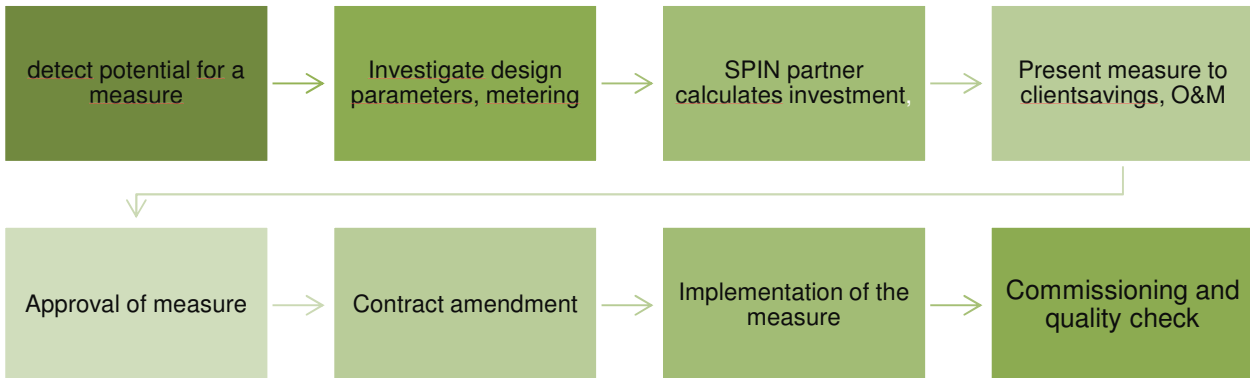 detect potential for a
measure
Investigate design
parameters, metering
SPIN partner
calculates investment,
Present measure to
clientsavings, O&M
Approval of measure
Contract amendment
Implementation of the
measure
Commissioning and
quality check